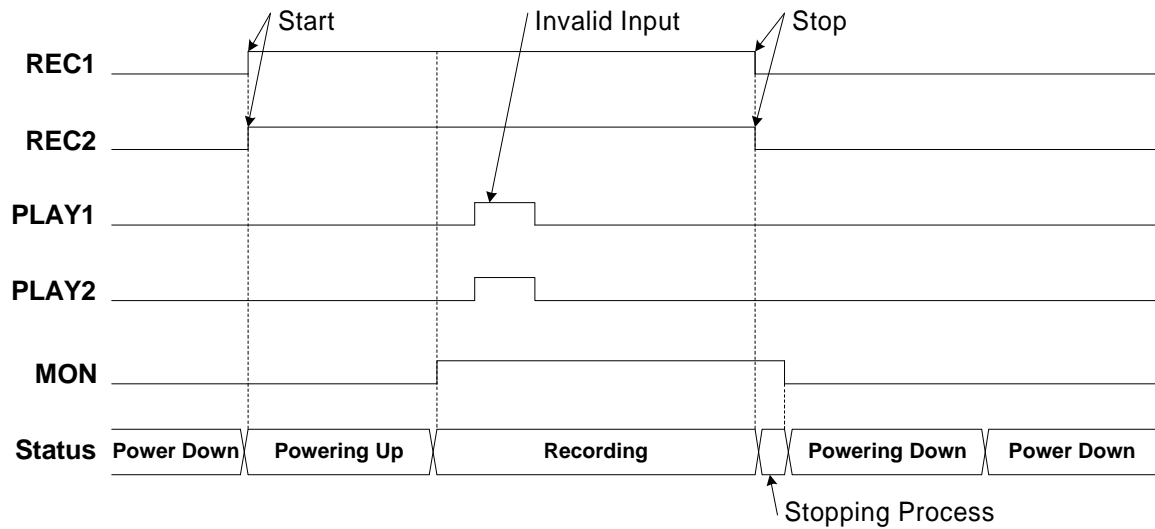 Start
Invalid Input
Stop
REC1
REC2
PLAY1
PLAY2
MON
Status
Power Down
Powering Up
Recording
Powering Down
Power Down
Stopping Process